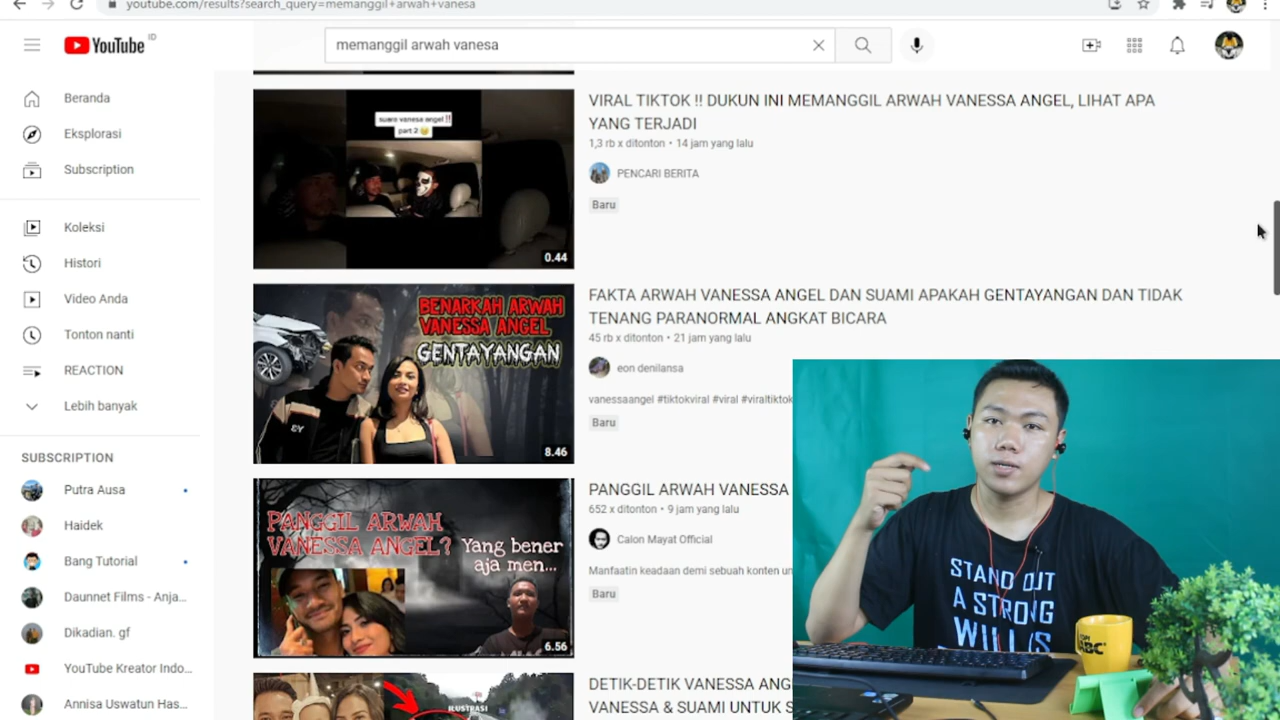 youtube.com/results?search_query=memanggil+arwah+vanesa
YouTube ID
memanggil arwah vanesa
Beranda
Eksplorasi
Subscription
Koleksi
Histori
Video Anda
Tonton nanti
REACTION
Lebih banyak
SUBSCRIPTION
Putra Ausa
Haidek
Bang Tutorial
Daunnet Films - Anja...
Dikadian. gf
YouTube Kreator Indo...
Annisa Uswatun Has...
suara vanesa angel !!
part 2
0.44
VIRAL TIKTOK !! DUKUN INI MEMANGGIL ARWAH VANESSA ANGEL, LIHAT APA
YANG TERJADI
1,3 rb x ditonton • 14 jam yang lalu
PENCARI BERITA
Baru
BENARKAH ARWAH
VANESSA ANGEL
GENTAYANGAN
8.46
FAKTA ARWAH VANESSA ANGEL DAN SUAMI APAKAH GENTAYANGAN DAN TIDAK
TENANG PARANORMAL ANGKAT BICARA
45 rb x ditonton • 21 jam yang lalu
eon denilansa
vanessaangel #tiktokviral #viral #viraltiktok
Baru
PANGGIL ARWAH
VANESSA ANGEL?
Yang bener
aja men...
6.56
PANGGIL ARWAH VANESSA
652 x ditonton • 9 jam yang lalu
Calon Mayat Official
Manfaatin keadaan demi sebuah konten un
Baru
ILUSTRASI
DETIK-DETIK VANESSA ANG
VANESSA & SUAMI UNTUK S
STAND OUT
A STRONG
WILL IS
KOPI
ABC